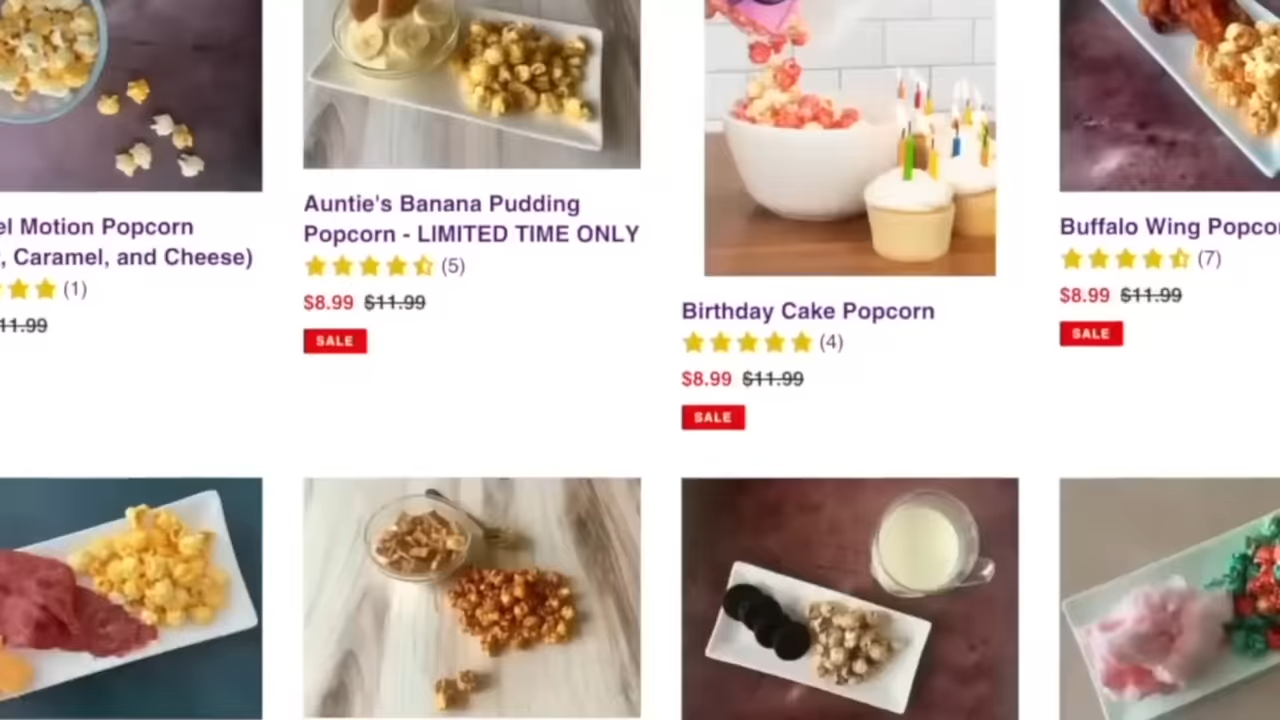 el Motion Popcorn
, Caramel, and Cheese)
(1)
11.99
Auntie's Banana Pudding
Popcorn - LIMITED TIME ONLY
(5)
$8.99 $11.99
SALE
Birthday Cake Popcorn
(4)
$8.99 $11.99
SALE
Buffalo Wing Popco
(7)
$8.99 $11.99
SALE